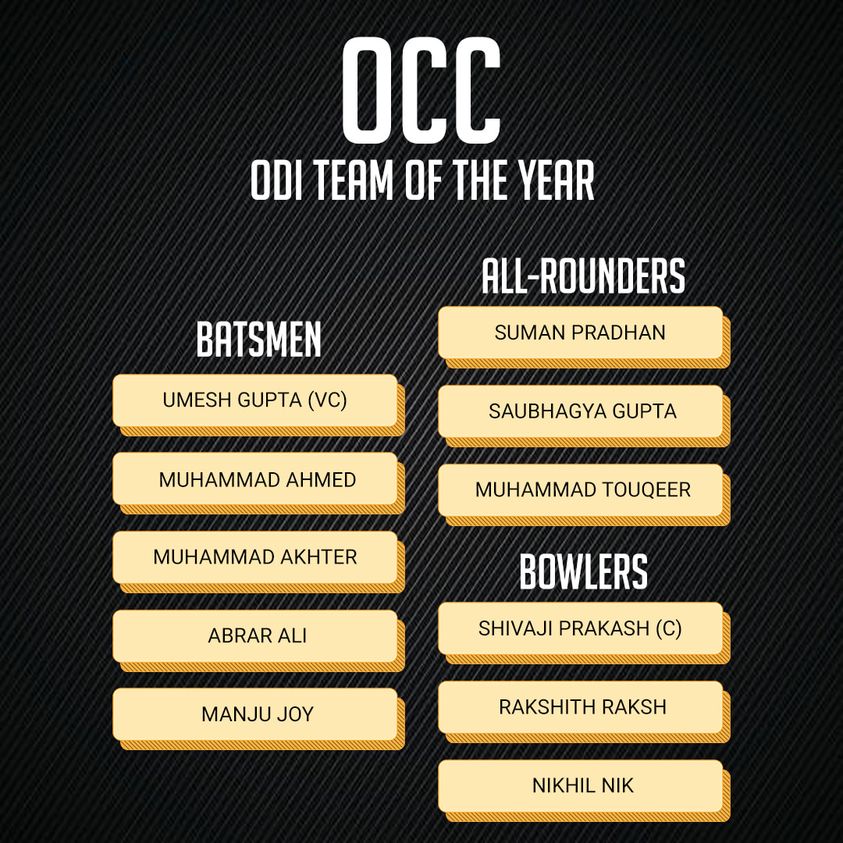 OCC
ODI TEAM OF THE YEAR
BATSMEN
UMESH GUPTA (VC)
MUHAMMAD AHMED
MUHAMMAD AKHTER
ABRAR ALI
MANJU JOY
ALL-ROUNDERS
SUMAN PRADHAN
SAUBHAGYA GUPTA
MUHAMMAD TOUQEER
BOWLERS
SHIVAJI PRAKASH (C)
RAKSHITH RAKSH
NIKHIL NIK